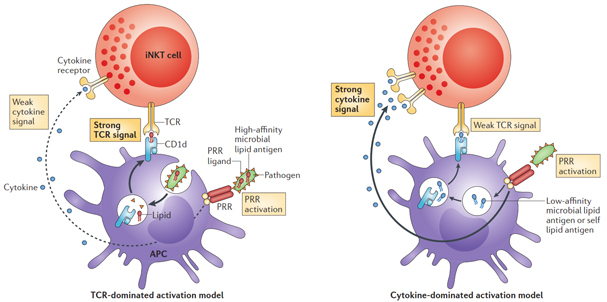 iNKT cell
Cytokine
receptor
Weak
cytokine
signal
Strong
TCR signal
TCR
CD1d
High-affinity
microbial
lipid antigen
PRR
ligand
Pathogen
Cytokine
Lipid
PRR
PRR
activation
APC
TCR-dominated activation model
iNKT cell
Strong
cytokine
signal
Weak TCR signal
PRR
activation
Low-affinity
microbial lipid
antigen or self
lipid antigen
Cytokine-dominated activation model